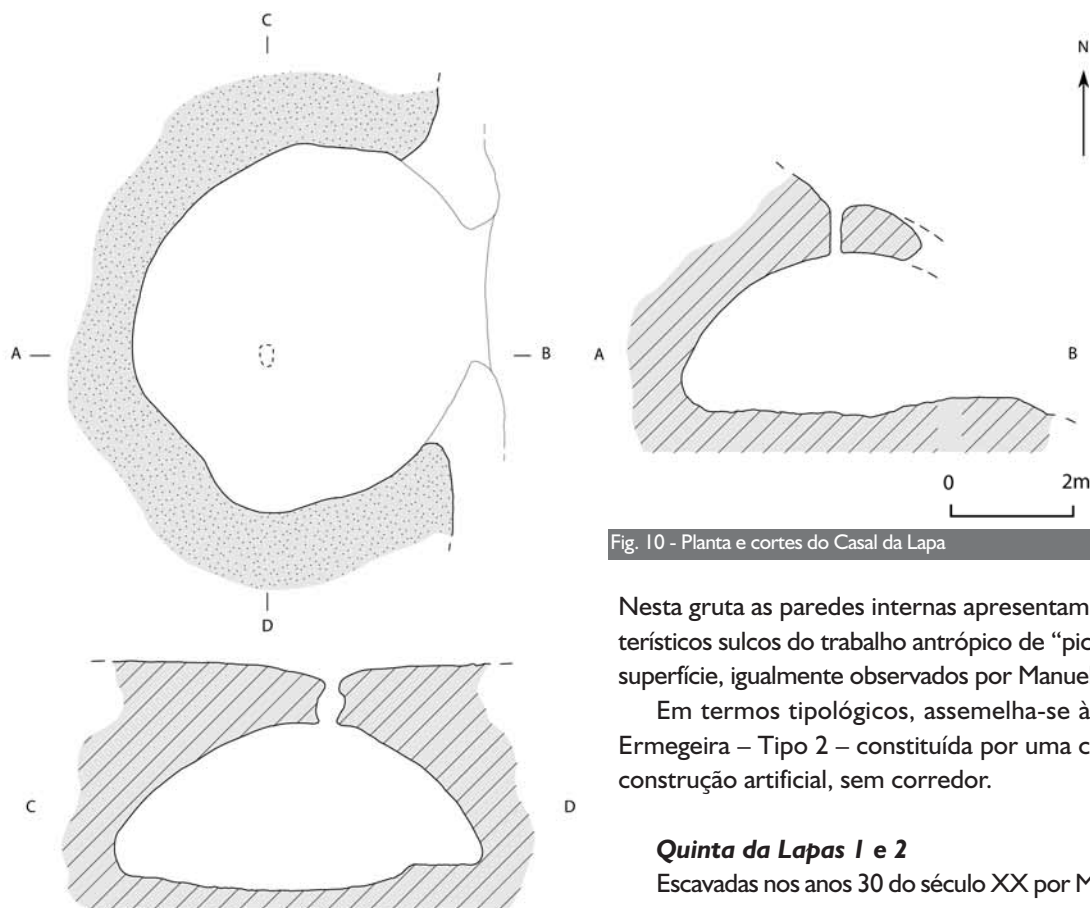 C
N
A
B
A
B
D
0 2m
Fig. 10 - Planta e cortes do Casal da Lapa
C
D
Nesta gruta as paredes internas apresentam
terísticos sulcos do trabalho antrópico de “pic
superfície, igualmente observados por Manue
Em termos tipológicos, assemelha-se à
Ermegeira – Tipo 2 – constituída por uma c
construção artificial, sem corredor.
Quinta da Lapas 1 e 2
Escavadas nos anos 30 do século XX por M